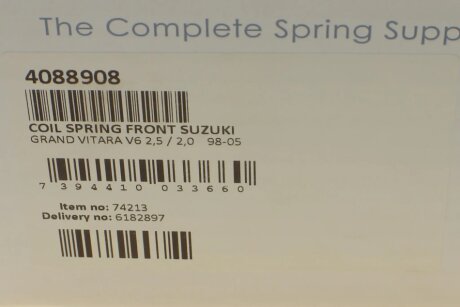 The Complete Spring Supp
4088908
COIL SPRING FRONT SUZUKI
GRAND VITARA V6 2,5 / 2,0 98-05
7 394410 033660
Item no: 74213
Delivery no: 6182897